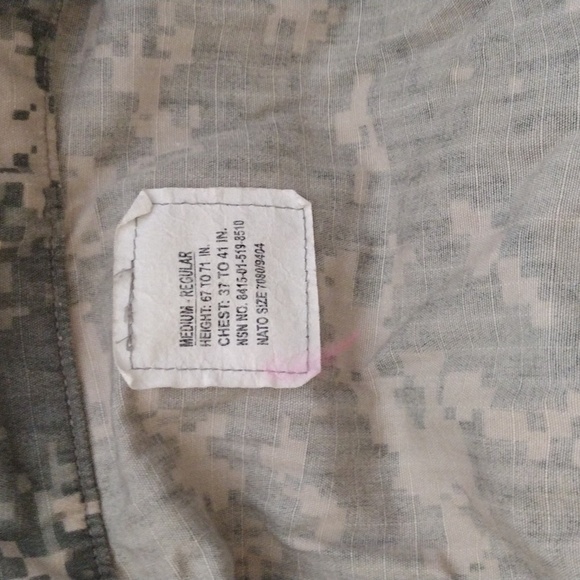 MEDIUM - REGULAR
HEIGHT: 67 TO 71 IN.
CHEST: 37 TO 41 IN.
NSN NO. 8415-01-519-8510
NATO SIZE 7080/9404